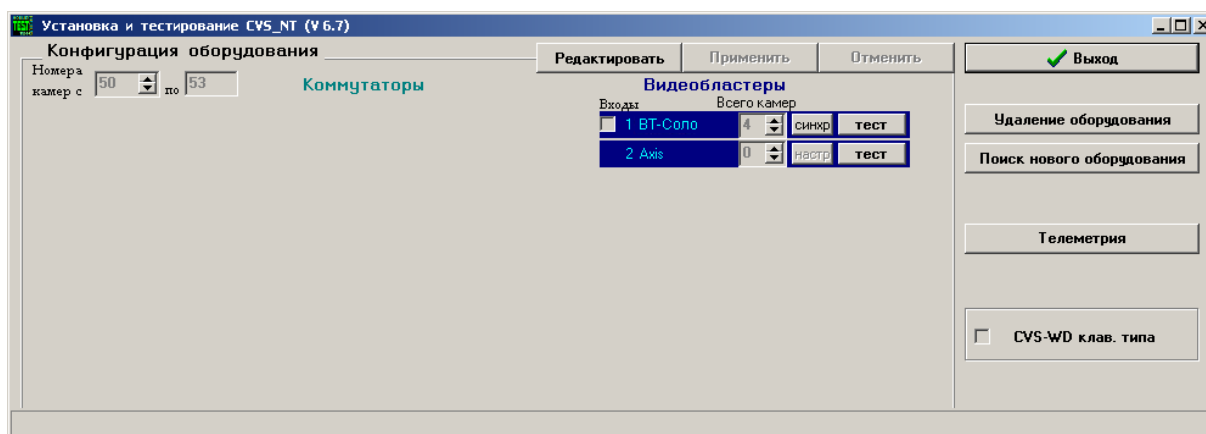 Установка и тестирование CVS_NT (V 6.7)
Конфигурация оборудования
Редактировать Применить Отменить
Выход
Номера камер с 50 по 53
Коммутаторы
Видеобластеры
Входы Всего камер
1 BT-Соло 4 синхр тест
2 Axis 0 настр тест
Удаление оборудования
Поиск нового оборудования
Телеметрия
CVS-WD клав. типа